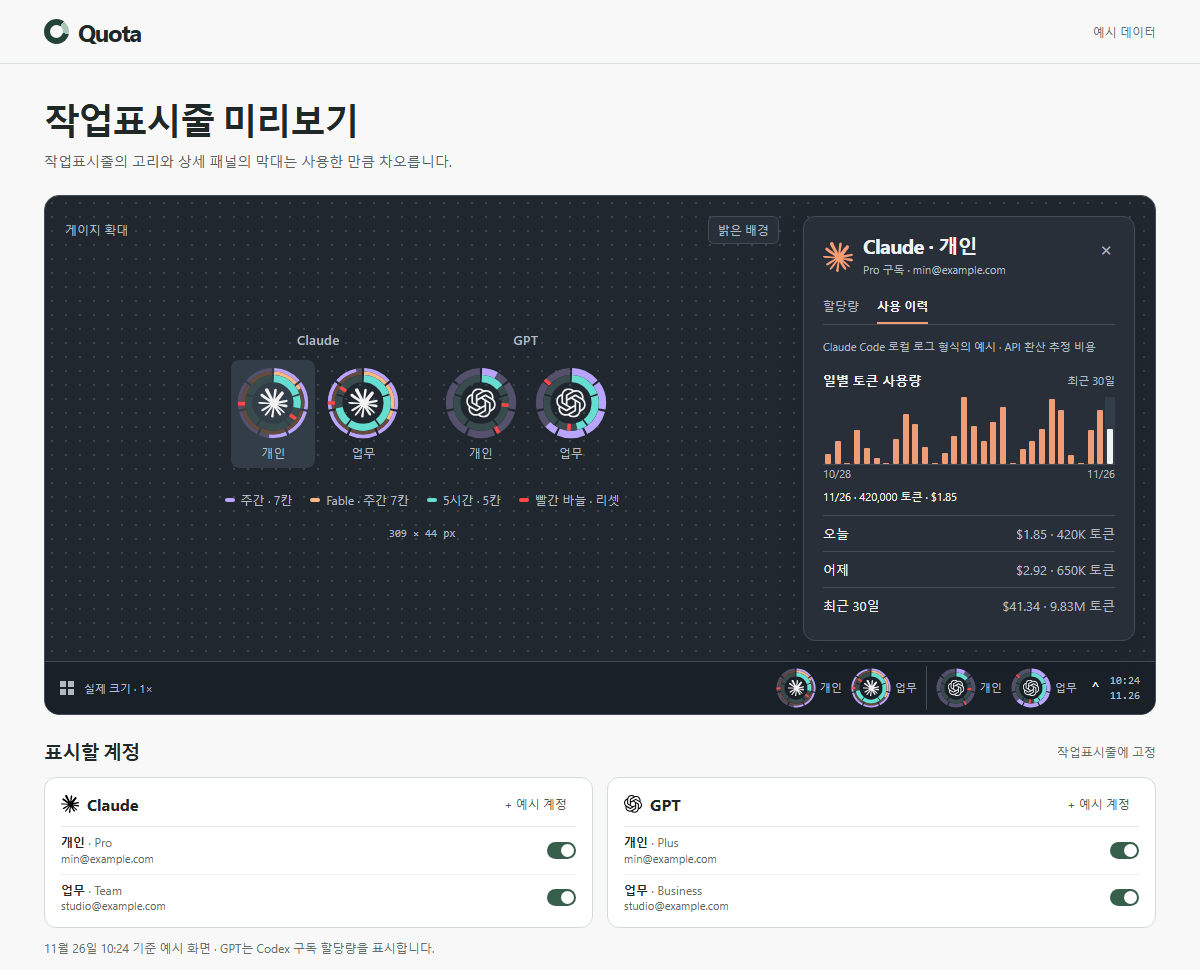 Quota
예시 데이터
작업표시줄 미리보기
작업표시줄의 고리와 상세 패널의 막대는 사용한 만큼 차오릅니다.
게이지 확대
밝은 배경
Claude
GPT
개인
업무
개인
업무
주간 · 7칸
Fable · 주간 7칸
5시간 · 5칸
빨간 바늘 · 리셋
309 × 44 px
Claude · 개인
×
Pro 구독 · min@example.com
할당량
사용 이력
Claude Code 로컬 로그 형식의 예시 · API 환산 추정 비용
일별 토큰 사용량
최근 30일
10/28
11/26
11/26 · 420,000 토큰 · $1.85
오늘
$1.85 · 420K 토큰
어제
$2.92 · 650K 토큰
최근 30일
$41.34 · 9.83M 토큰
실제 크기 · 1×
개인
업무
개인
업무
^
10:24
11.26
표시할 계정
작업표시줄에 고정
Claude
+ 예시 계정
개인 · Pro
min@example.com
업무 · Team
studio@example.com
GPT
+ 예시 계정
개인 · Plus
min@example.com
업무 · Business
studio@example.com
11월 26일 10:24 기준 예시 화면 · GPT는 Codex 구독 할당량을 표시합니다.